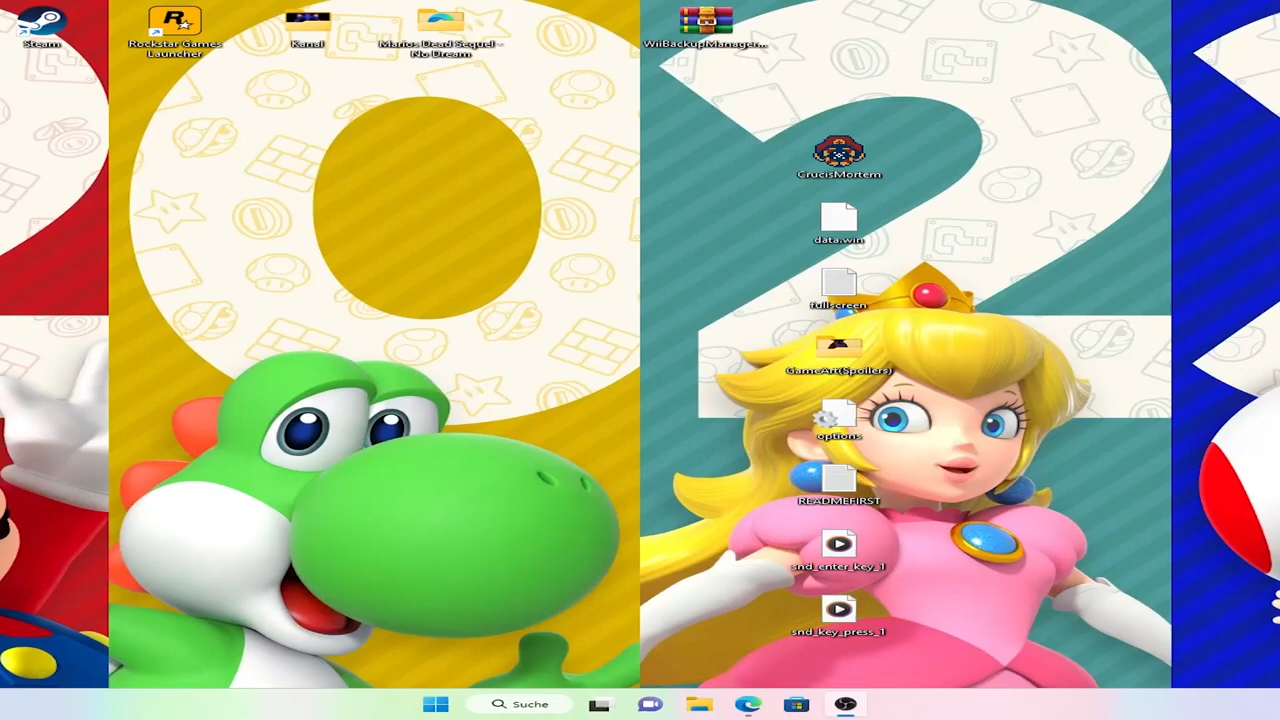 Steam
Rockstar Games
Launcher
Kanal
Marios Dead Sequel -
No Dream
WiiBackupManager...
CrucisMortem
data.win
fullscreen
GameArt(Spoilers)
options
READMEFIRST
snd_enter_key_1
snd_key_press_1
Suche